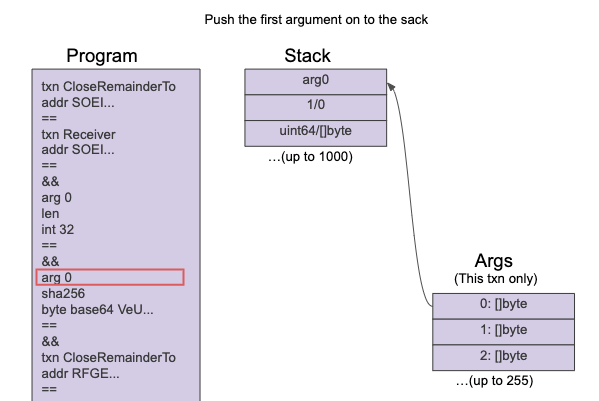 Push the first argument on to the sack
Program
txn CloseRemainderTo
addr SOEI...
==
txn Receiver
addr SOEI...
==
&&
arg 0
len
int 32
==
&&
arg 0
sha256
byte base64 VeU...
==
&&
txn CloseRemainderTo
addr RFGE...
==
Stack
arg0
1/0
uint64/[]byte
…(up to 1000)
Args
(This txn only)
0: []byte
1: []byte
2: []byte
…(up to 255)